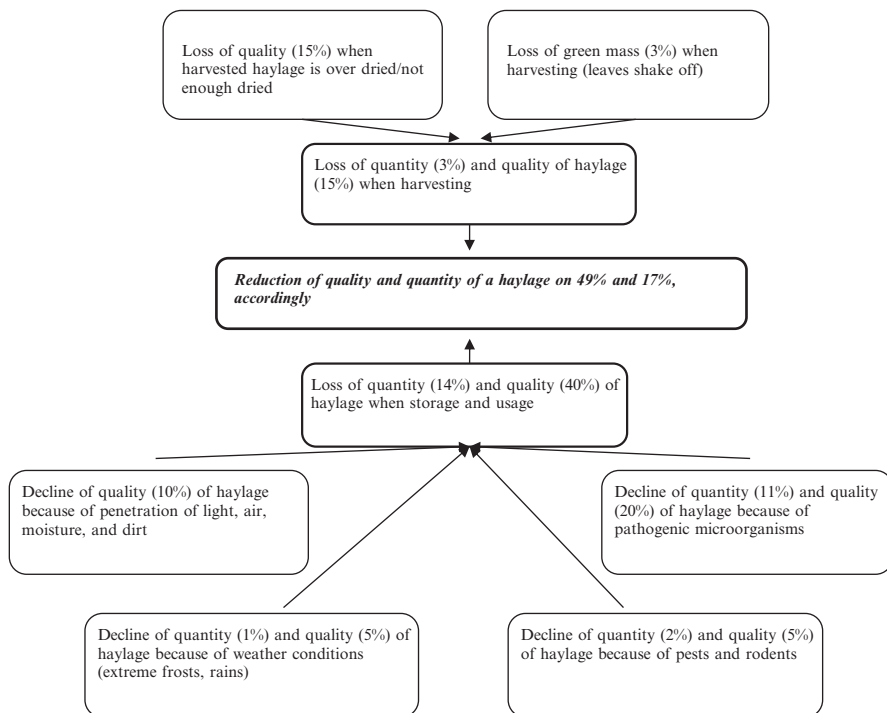 Loss of quality (15%) when
harvested haylage is over dried/not
enough dried
Loss of green mass (3%) when
harvesting (leaves shake off)
Loss of quantity (3%) and quality of haylage
(15%) when harvesting
Reduction of quality and quantity of a haylage on 49% and 17%,
accordingly
Loss of quantity (14%) and quality (40%) of
haylage when storage and usage
Decline of quality (10%) of haylage
because of penetration of light, air,
moisture, and dirt
Decline of quantity (11%) and quality
(20%) of haylage because of
pathogenic microorganisms
Decline of quantity (1%) and quality (5%) of
haylage because of weather conditions
(extreme frosts, rains)
Decline of quantity (2%) and quality (5%)
of haylage because of pests and rodents